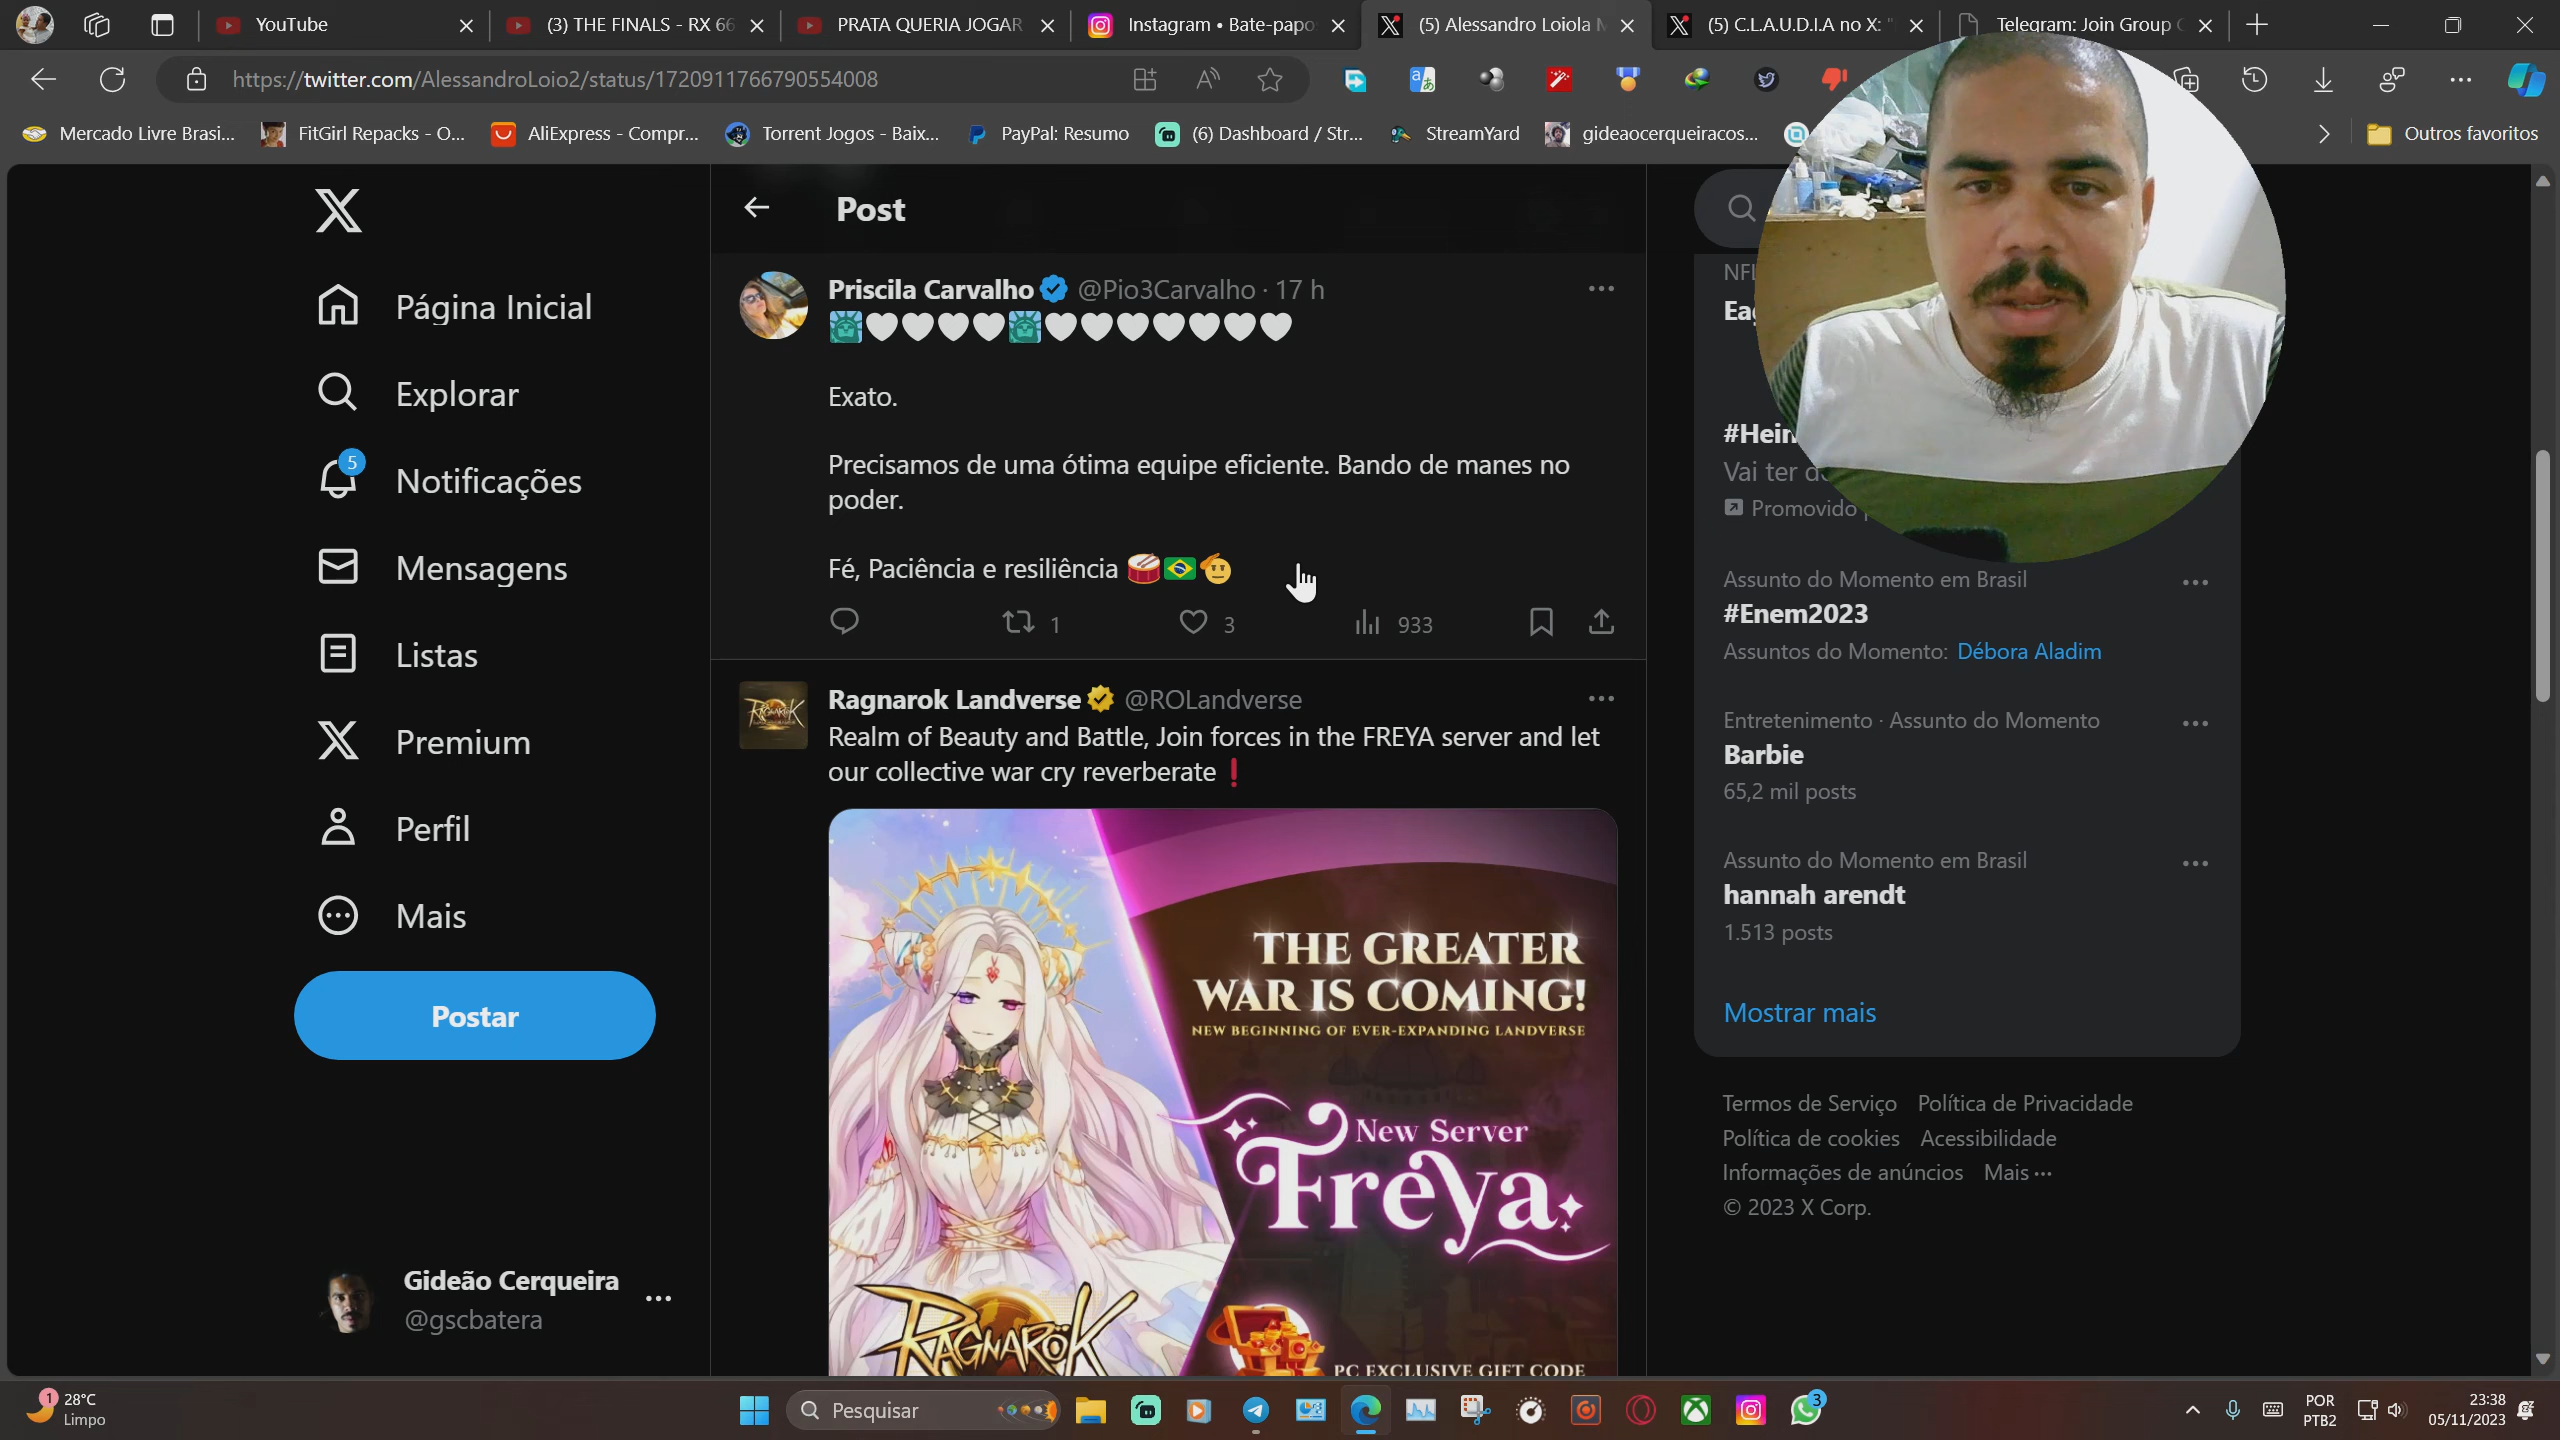 YouTube
(3) THE FINALS - RX 66
PRATA QUERIA JOGAR
Instagram • Bate-papo
(5) Alessandro Loiola
(5) C.L.A.U.D.I.A no X: "
Telegram: Join Group
https://twitter.com/AlessandroLoio2/status/1720911766790554008
Mercado Livre Brasi...
FitGirl Repacks - O...
AliExpress - Compr...
Torrent Jogos - Baix...
PayPal: Resumo
(6) Dashboard / Str...
StreamYard
gideaocerqueiracos...
Outros favoritos
Página Inicial
Explorar
5
Notificações
Mensagens
Listas
Premium
Perfil
Mais
Postar
Gideão Cerqueira
@gscbatera
Post
Priscila Carvalho @Pio3Carvalho · 17 h
🗽🤍🤍🤍🤍🗽🤍🤍🤍🤍🤍🤍🤍
Exato.
Precisamos de uma ótima equipe eficiente. Bando de manes no
poder.
Fé, Paciência e resiliência 🥁🇧🇷🫡
1
3
933
Ragnarok Landverse @ROLandverse
Realm of Beauty and Battle, Join forces in the FREYA server and let
our collective war cry reverberate❗
THE GREATER
WAR IS COMING!
NEW BEGINNING OF EVER-EXPANDING LANDVERSE
New Server
Freya
RAGNARÖK
PC EXCLUSIVE GIFT CODE
NFL
#Hein
Vai ter
Promovido
Assunto do Momento em Brasil
#Enem2023
Assuntos do Momento: Débora Aladim
Entretenimento · Assunto do Momento
Barbie
65,2 mil posts
Assunto do Momento em Brasil
hannah arendt
1.513 posts
Mostrar mais
Termos de Serviço Política de Privacidade
Política de cookies Acessibilidade
Informações de anúncios Mais ···
© 2023 X Corp.
1
28°C
Limpo
Pesquisar
3
POR
PTB2
23:38
05/11/2023